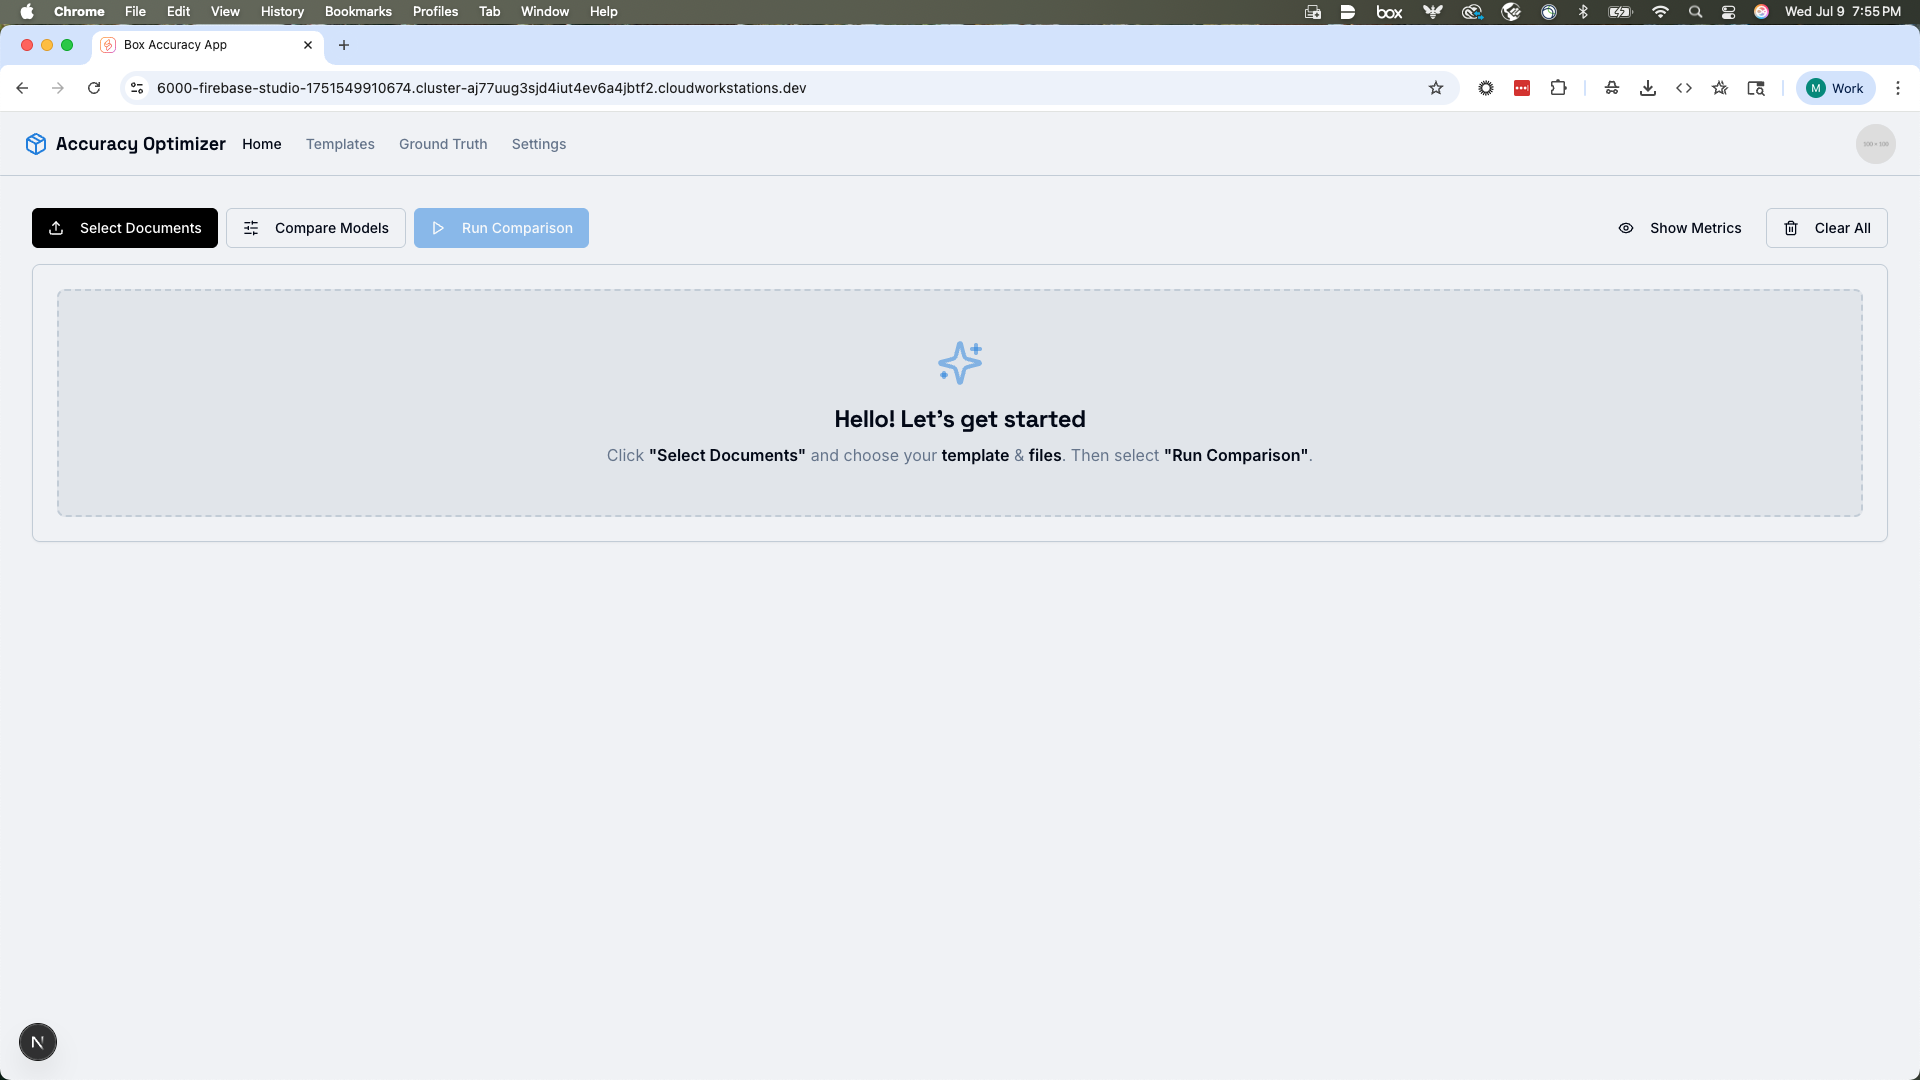 Chrome File Edit View History Bookmarks Profiles Tab Window Help box Wed Jul 9 7:55 PM
Box Accuracy App
6000-firebase-studio-1751549910674.cluster-aj77uug3sjd4iut4ev6a4jbtf2.cloudworkstations.dev M Work
Accuracy Optimizer Home Templates Ground Truth Settings 100 × 100
Select Documents Compare Models Run Comparison Show Metrics Clear All
Hello! Let's get started
Click "Select Documents" and choose your template & files. Then select "Run Comparison".
N